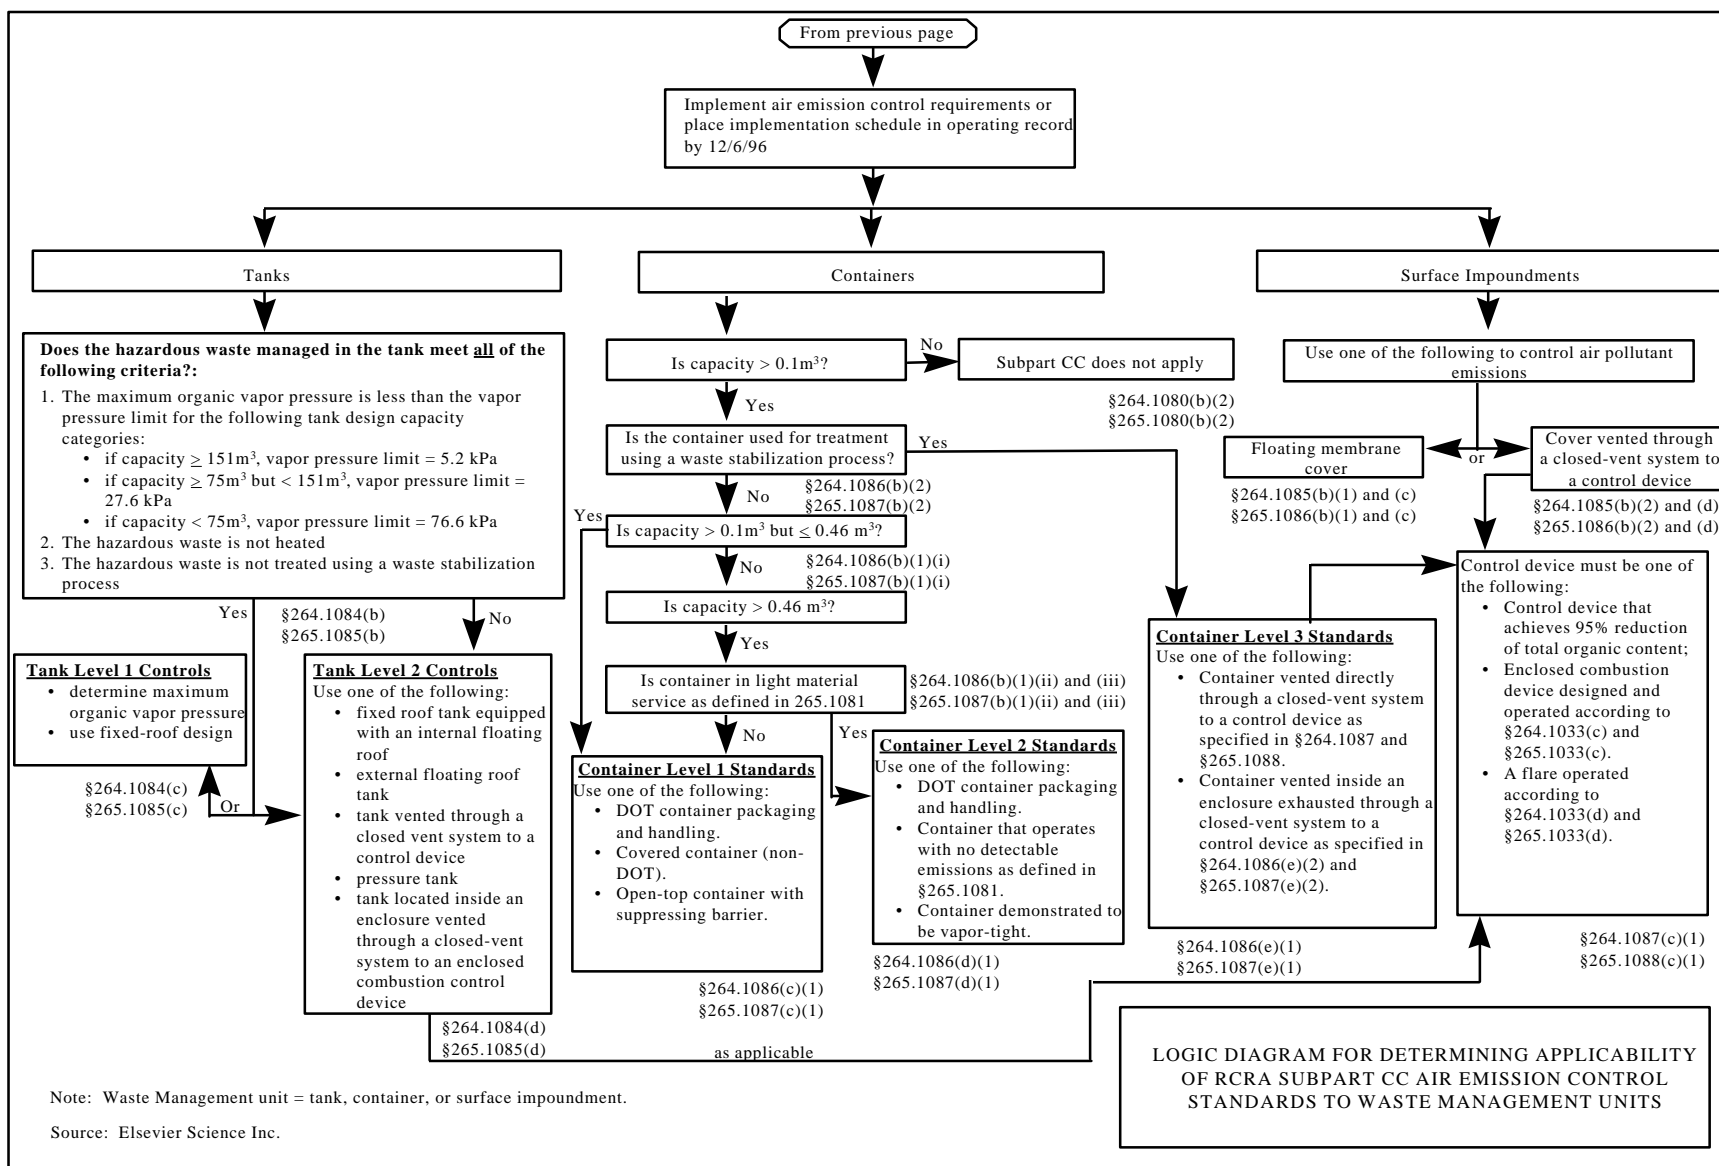 From previous page
Implement air emission control requirements or
place implementation schedule in operating record
by 12/6/96
Tanks
Containers
Surface Impoundments
Does the hazardous waste managed in the tank meet all of the
following criteria?:
1. The maximum organic vapor pressure is less than the vapor
pressure limit for the following tank design capacity
categories:
• if capacity ≥ 151m³, vapor pressure limit = 5.2 kPa
• if capacity ≥ 75m³ but < 151m³, vapor pressure limit =
27.6 kPa
• if capacity < 75m³, vapor pressure limit = 76.6 kPa
2. The hazardous waste is not heated
3. The hazardous waste is not treated using a waste stabilization
process
Yes
§264.1084(b)
§265.1085(b)
No
Tank Level 1 Controls
• determine maximum
organic vapor pressure
• use fixed-roof design
§264.1084(c)
§265.1085(c)
Or
Tank Level 2 Controls
Use one of the following:
• fixed roof tank equipped
with an internal floating
roof
• external floating roof
tank
• tank vented through a
closed vent system to a
control device
• pressure tank
• tank located inside an
enclosure vented
through a closed-vent
system to an enclosed
combustion control
device
§264.1084(d)
§265.1085(d)
as applicable
Is capacity > 0.1m³?
No
Subpart CC does not apply
§264.1080(b)(2)
§265.1080(b)(2)
Yes
Is the container used for treatment
using a waste stabilization process?
Yes
No
§264.1086(b)(2)
§265.1087(b)(2)
Yes
Is capacity > 0.1m³ but ≤ 0.46 m³?
No
§264.1086(b)(1)(i)
§265.1087(b)(1)(i)
Is capacity > 0.46 m³?
Yes
Is container in light material
service as defined in 265.1081
§264.1086(b)(1)(ii) and (iii)
§265.1087(b)(1)(ii) and (iii)
No
Yes
Container Level 1 Standards
Use one of the following:
• DOT container packaging
and handling.
• Covered container (non-
DOT).
• Open-top container with
suppressing barrier.
§264.1086(c)(1)
§265.1087(c)(1)
Container Level 2 Standards
Use one of the following:
• DOT container packaging
and handling.
• Container that operates
with no detectable
emissions as defined in
§265.1081.
• Container demonstrated to
be vapor-tight.
§264.1086(d)(1)
§265.1087(d)(1)
Container Level 3 Standards
Use one of the following:
• Container vented directly
through a closed-vent system
to a control device as
specified in §264.1087 and
§265.1088.
• Container vented inside an
enclosure exhausted through a
closed-vent system to a
control device as specified in
§264.1086(e)(2) and
§265.1087(e)(2).
§264.1086(e)(1)
§265.1087(e)(1)
Use one of the following to control air pollutant
emissions
Floating membrane
cover
or
Cover vented through
a closed-vent system to
a control device
§264.1085(b)(1) and (c)
§265.1086(b)(1) and (c)
§264.1085(b)(2) and (d)
§265.1086(b)(2) and (d)
Control device must be one of
the following:
• Control device that
achieves 95% reduction
of total organic content;
• Enclosed combustion
device designed and
operated according to
§264.1033(c) and
§265.1033(c).
• A flare operated
according to
§264.1033(d) and
§265.1033(d).
§264.1087(c)(1)
§265.1088(c)(1)
LOGIC DIAGRAM FOR DETERMINING APPLICABILITY
OF RCRA SUBPART CC AIR EMISSION CONTROL
STANDARDS TO WASTE MANAGEMENT UNITS
Note: Waste Management unit = tank, container, or surface impoundment.
Source: Elsevier Science Inc.